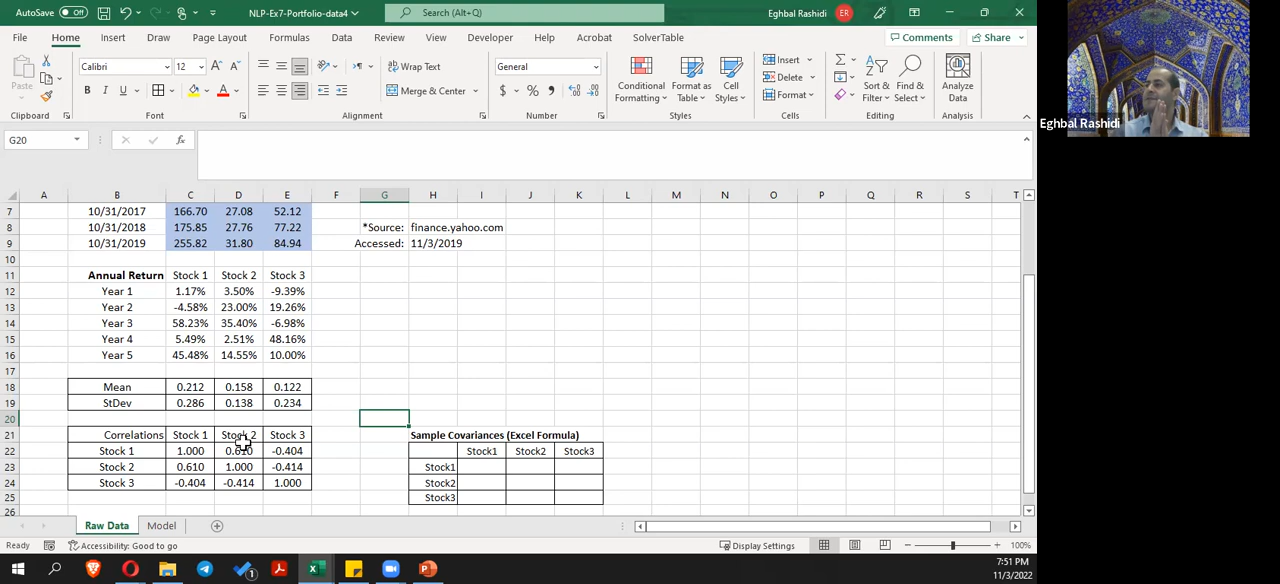 AutoSave Off NLP-Ex7-Portfolio-data4 Search (Alt+Q) Eghbal Rashidi ER
File Home Insert Draw Page Layout Formulas Data Review View Developer Help Acrobat SolverTable Comments Share
Paste Calibri 12 A A Wrap Text General Conditional Format as Cell Insert Sort & Find & Analyze
B I U A Merge & Center $ % Formatting Table Styles Delete Filter Select Data
Format
Clipboard Font Alignment Number Styles Cells Editing Analysis
G20 fx
A B C D E F G H I J K L M N O P Q R S T
7 10/31/2017 166.70 27.08 52.12
8 10/31/2018 175.85 27.76 77.22 *Source: finance.yahoo.com
9 10/31/2019 255.82 31.80 84.94 Accessed: 11/3/2019
10
11 Annual Return Stock 1 Stock 2 Stock 3
12 Year 1 1.17% 3.50% -9.39%
13 Year 2 -4.58% 23.00% 19.26%
14 Year 3 58.23% 35.40% -6.98%
15 Year 4 5.49% 2.51% 48.16%
16 Year 5 45.48% 14.55% 10.00%
17
18 Mean 0.212 0.158 0.122
19 StDev 0.286 0.138 0.234
20
21 Correlations Stock 1 Stock 2 Stock 3 Sample Covariances (Excel Formula)
22 Stock 1 1.000 0.610 -0.404 Stock1 Stock2 Stock3
23 Stock 2 0.610 1.000 -0.414 Stock1
24 Stock 3 -0.404 -0.414 1.000 Stock2
25 Stock3
26
Raw Data Model
Ready Accessibility: Good to go Display Settings 100%
1 7:51 PM
11/3/2022
Eghbal Rashidi